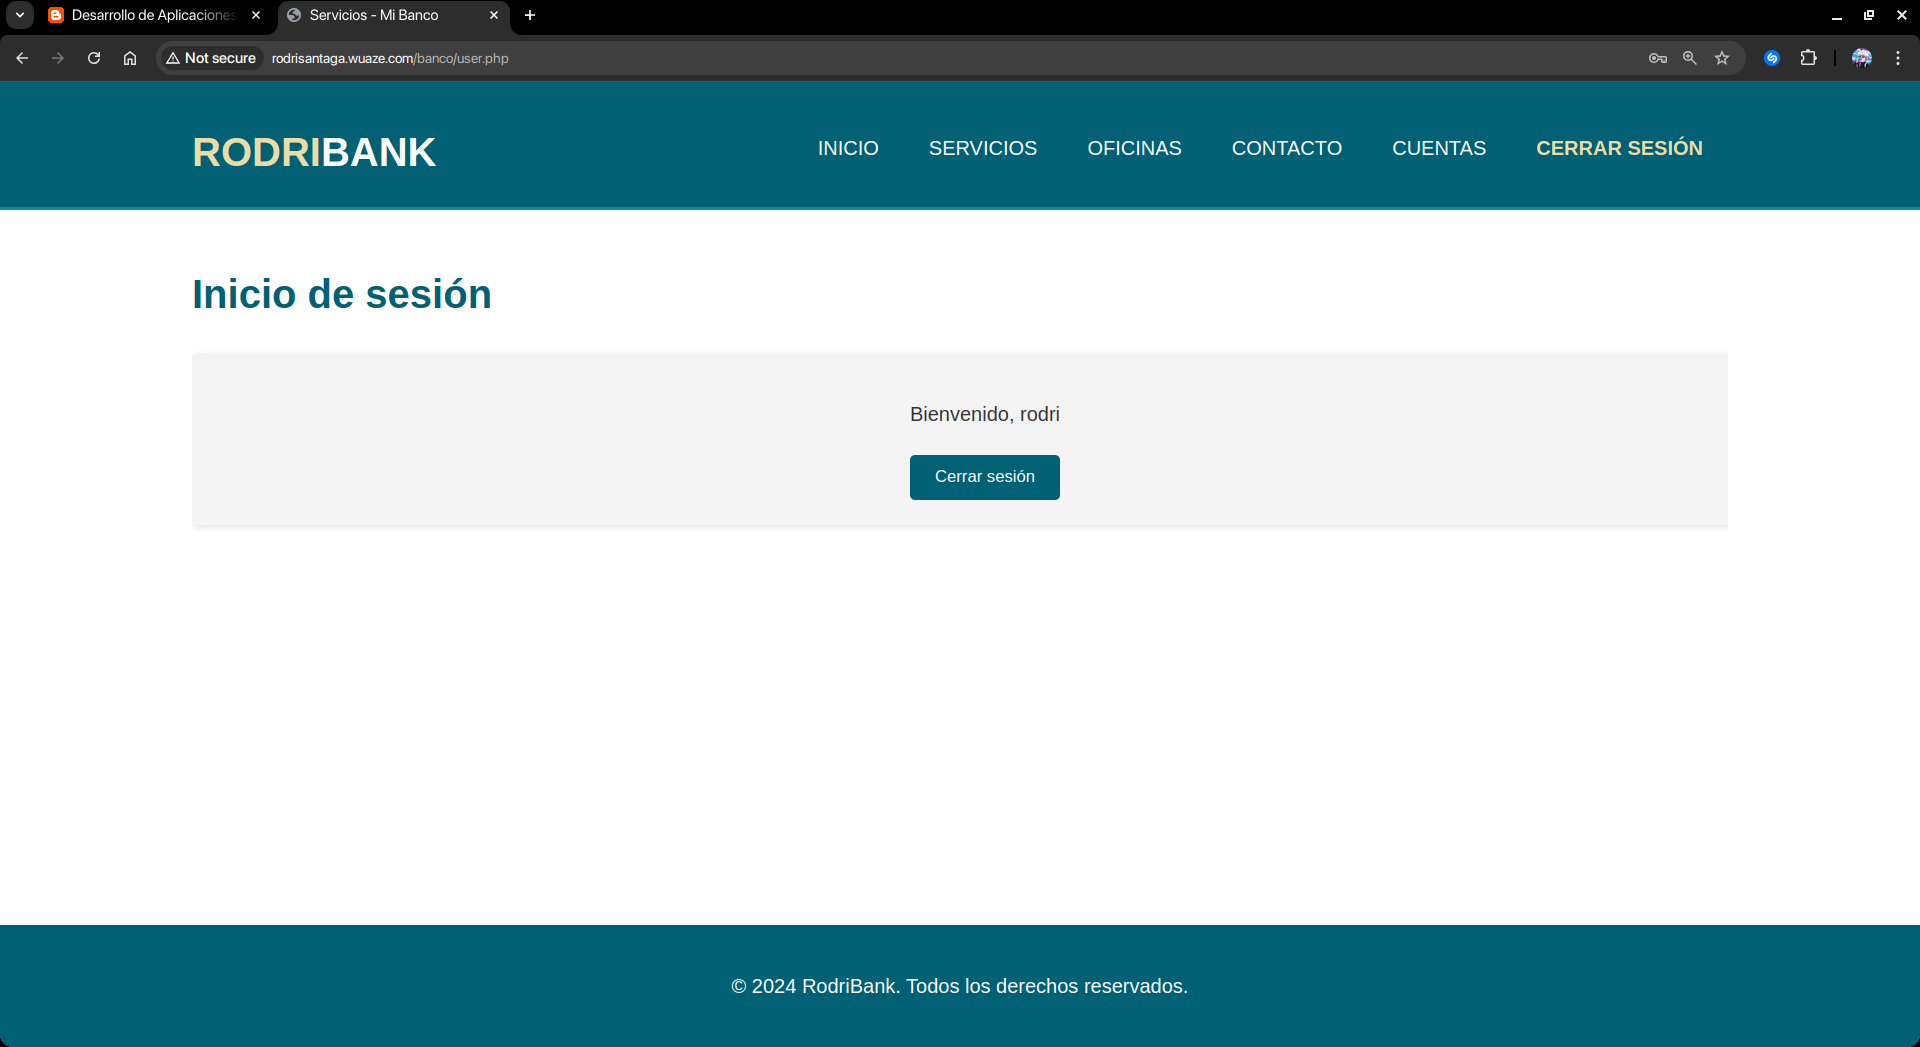 Desarrollo de Aplicaciones
Servicios - Mi Banco
Not secure
rodrisantaga.wuaze.com/banco/user.php
RODRIBANK
INICIO
SERVICIOS
OFICINAS
CONTACTO
CUENTAS
CERRAR SESIÓN
Inicio de sesión
Bienvenido, rodri
Cerrar sesión
© 2024 RodriBank. Todos los derechos reservados.